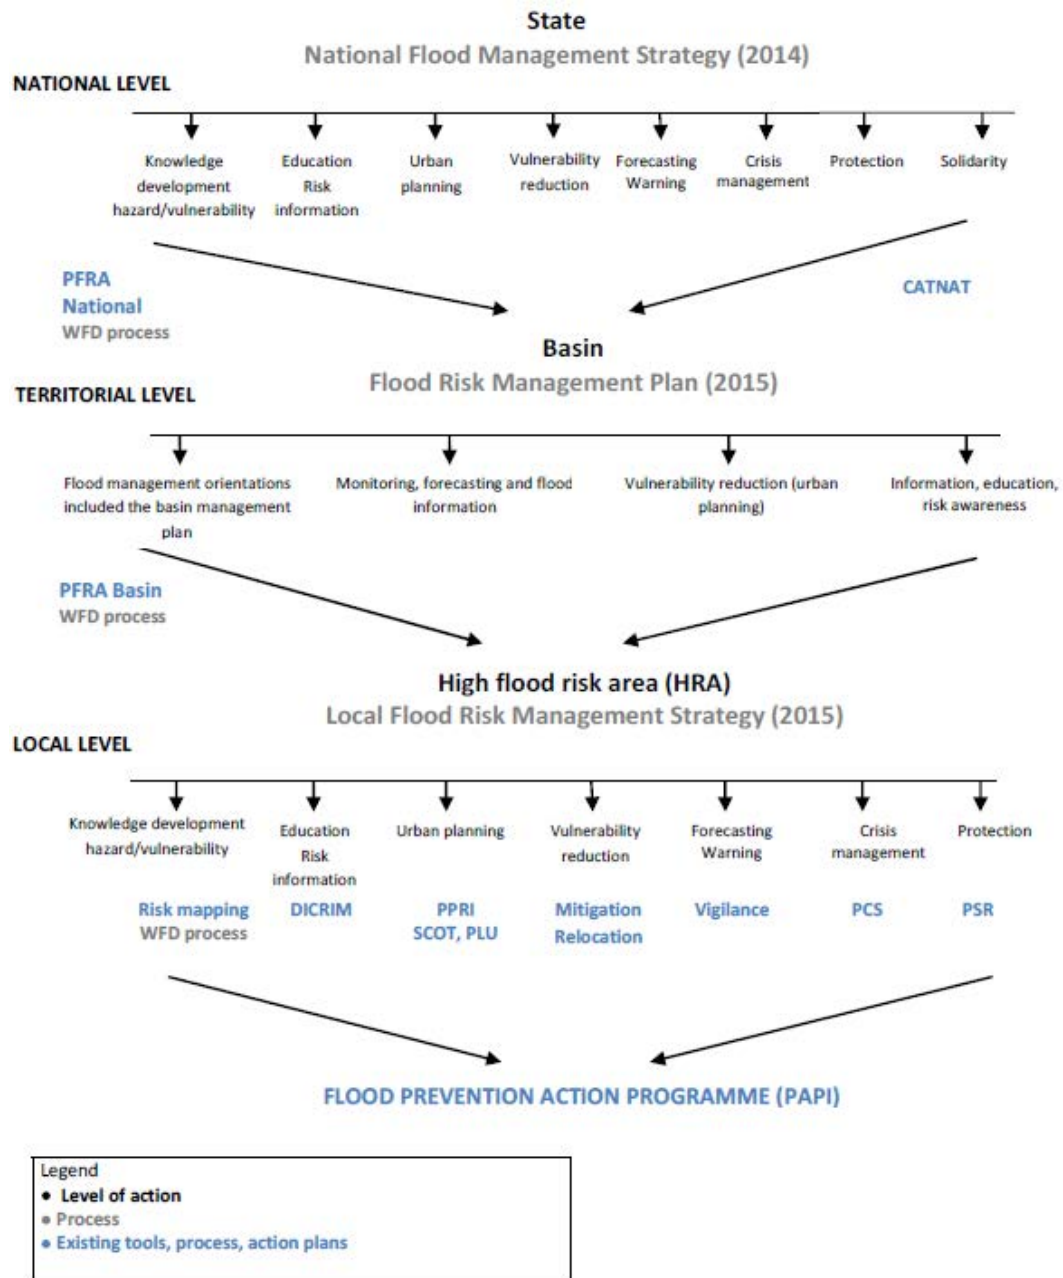 State
National Flood Management Strategy (2014)
NATIONAL LEVEL
Knowledge development hazard/vulnerability
Education Risk information
Urban planning
Vulnerability reduction
Forecasting Warning
Crisis management
Protection
Solidarity
PFRA
National
WFD process
CATNAT
Basin
Flood Risk Management Plan (2015)
TERRITORIAL LEVEL
Flood management orientations
included the basin management
plan
Monitoring, forecasting and flood
information
Vulnerability reduction (urban
planning)
Information, education,
risk awareness
PFRA Basin
WFD process
High flood risk area (HRA)
Local Flood Risk Management Strategy (2015)
LOCAL LEVEL
Knowledge development
hazard/vulnerability
Education
Risk
information
Urban planning
Vulnerability
reduction
Forecasting
Warning
Crisis
management
Protection
Risk mapping
WFD process
DICRIM
PPRI
SCOT, PLU
Mitigation
Relocation
Vigilance
PCS
PSR
FLOOD PREVENTION ACTION PROGRAMME (PAPI)
Legend
• Level of action
• Process
• Existing tools, process, action plans